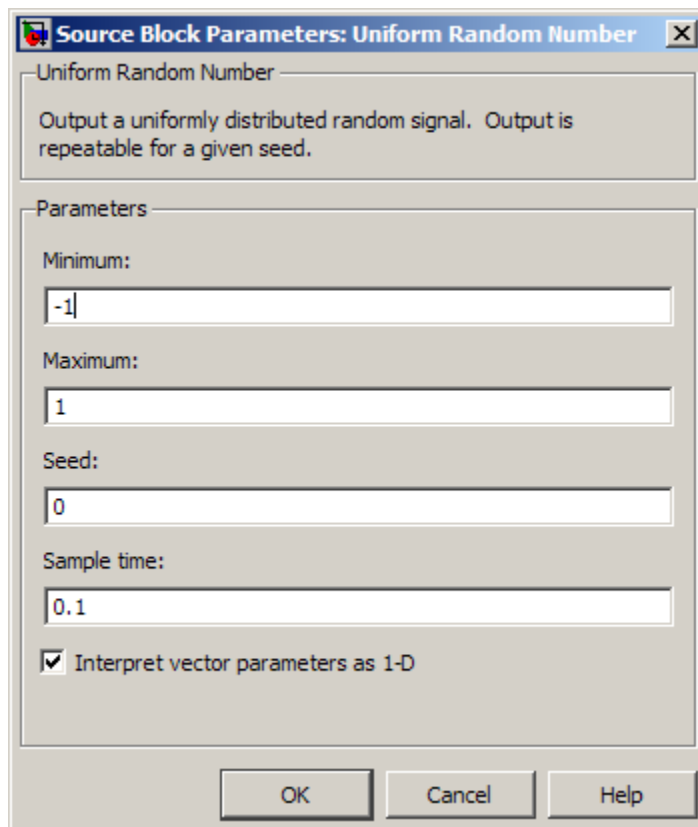 Source Block Parameters: Uniform Random Number
Uniform Random Number
Output a uniformly distributed random signal.  Output is
repeatable for a given seed.
Parameters
Minimum:
-1
Maximum:
1
Seed:
0
Sample time:
0.1
Interpret vector parameters as 1-D
OK
Cancel
Help